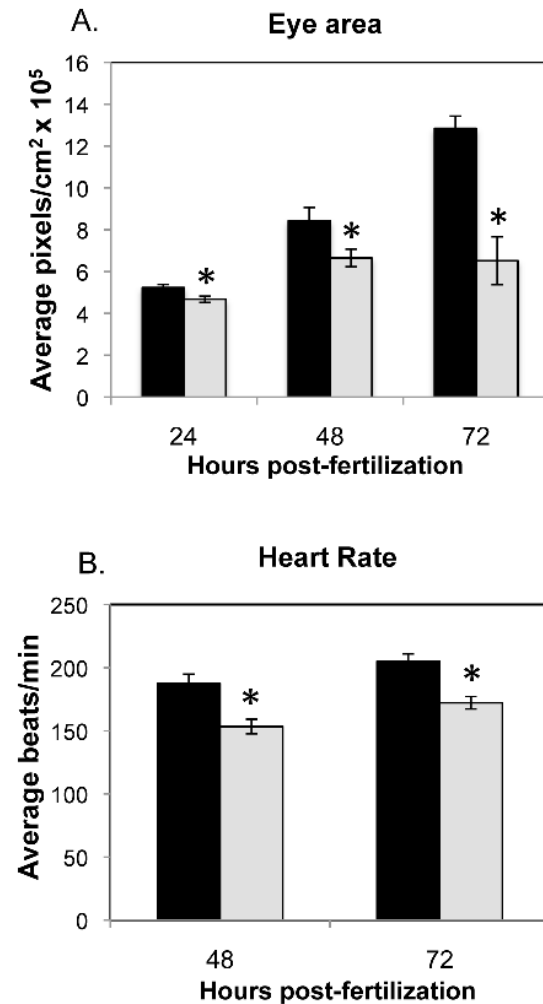 A.
Eye area
Average pixels/cm² x 10⁵
16
14
12
10
8
6
4
2
0
*
*
*
24 48 72
Hours post-fertilization
B.
Heart Rate
Average beats/min
250
200
150
100
50
0
*
*
48 72
Hours post-fertilization